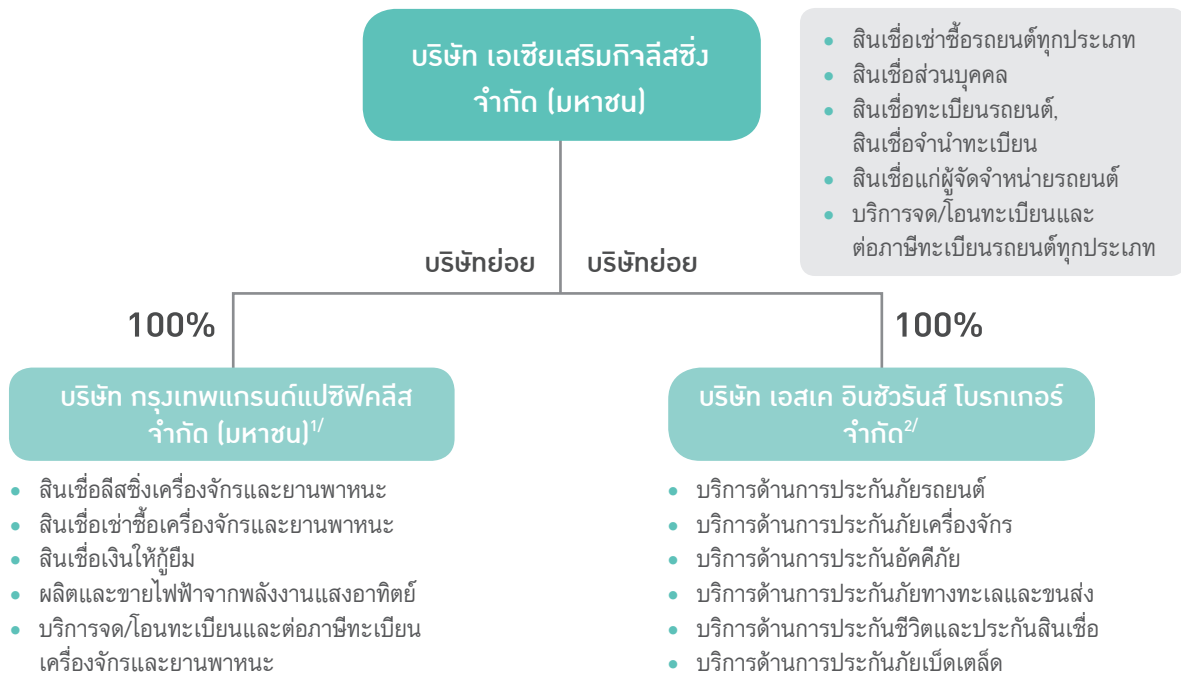 บริษัท เอเซียเสริมกิจลีสซิ่ง
จำกัด (มหาชน)
• สินเชื่อเช่าซื้อรถยนต์ทุกประเภท
• สินเชื่อส่วนบุคคล
• สินเชื่อทะเบียนรถยนต์,
สินเชื่อจำนำทะเบียน
• สินเชื่อแก่ผู้จัดจำหน่ายรถยนต์
• บริการจด/โอนทะเบียนและ
ต่อภาษีทะเบียนรถยนต์ทุกประเภท
บริษัทย่อย บริษัทย่อย
100% 100%
บริษัท กรุงเทพแกรนด์แปซิฟิคลีส
จำกัด (มหาชน)1/
• สินเชื่อลีสซิ่งเครื่องจักรและยานพาหนะ
• สินเชื่อเช่าซื้อเครื่องจักรและยานพาหนะ
• สินเชื่อเงินให้กู้ยืม
• ผลิตและขายไฟฟ้าจากพลังงานแสงอาทิตย์
• บริการจด/โอนทะเบียนและต่อภาษีทะเบียน
เครื่องจักรและยานพาหนะ
บริษัท เอสเค อินชัวรันส์ โบรกเกอร์
จำกัด2/
• บริการด้านการประกันภัยรถยนต์
• บริการด้านการประกันภัยเครื่องจักร
• บริการด้านการประกันอัคคีภัย
• บริการด้านการประกันภัยทางทะเลและขนส่ง
• บริการด้านการประกันชีวิตและประกันสินเชื่อ
• บริการด้านการประกันภัยเบ็ดเตล็ด